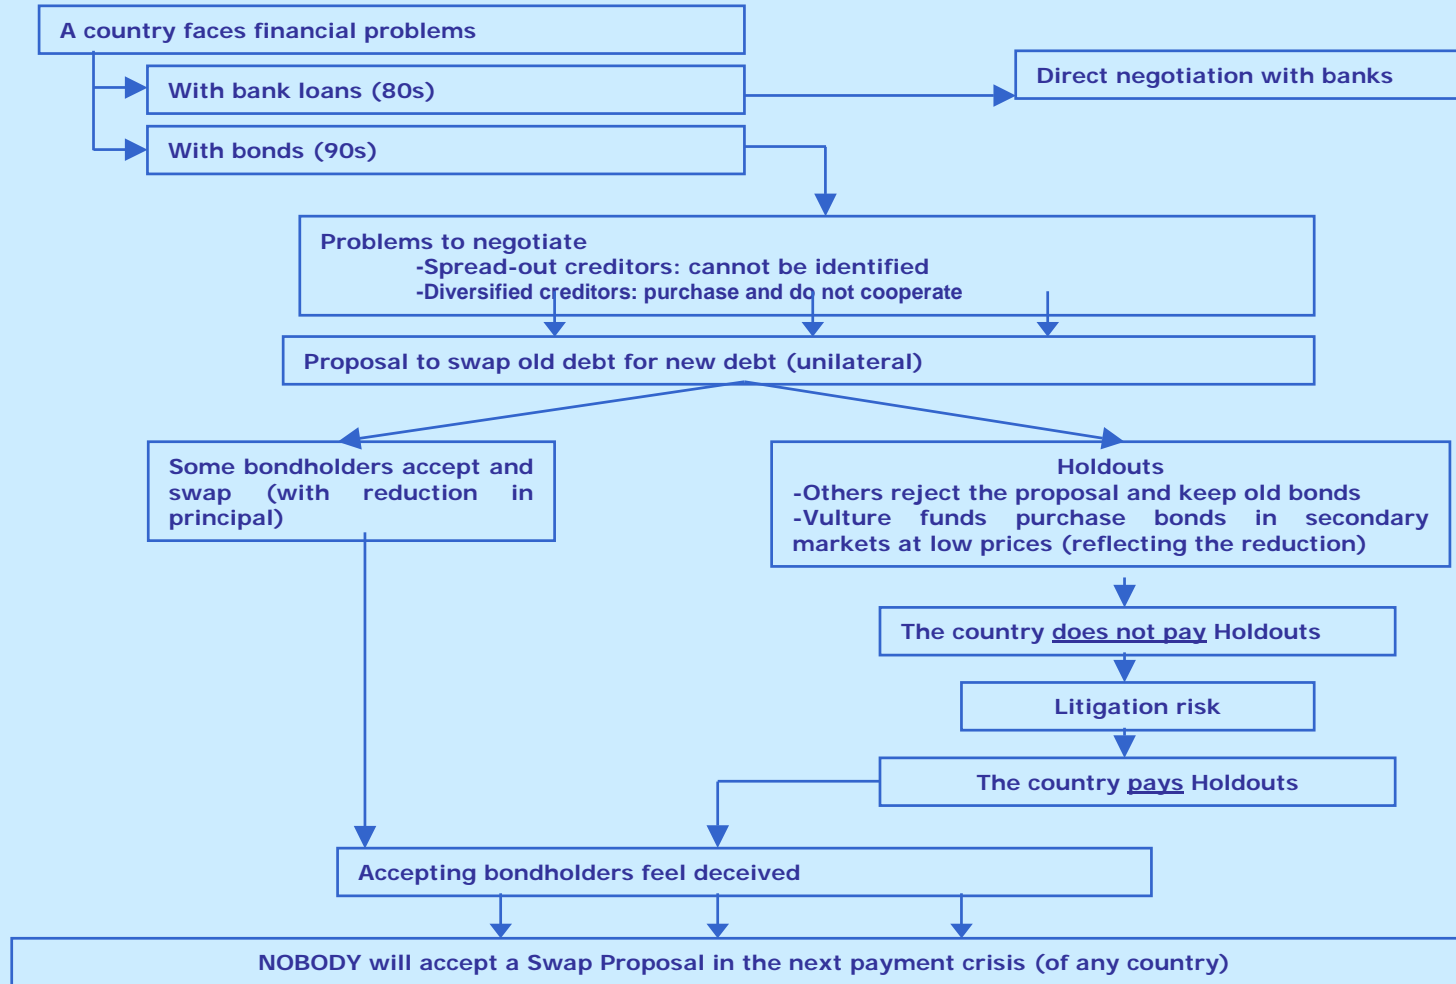 A country faces financial problems
With bank loans (80s)
Direct negotiation with banks
With bonds (90s)
Problems to negotiate
-Spread-out creditors: cannot be identified
-Diversified creditors: purchase and do not cooperate
Proposal to swap old debt for new debt (unilateral)
Some bondholders accept and
swap (with reduction in
principal)
Holdouts
-Others reject the proposal and keep old bonds
-Vulture funds purchase bonds in secondary
markets at low prices (reflecting the reduction)
The country does not pay Holdouts
Litigation risk
The country pays Holdouts
Accepting bondholders feel deceived
NOBODY will accept a Swap Proposal in the next payment crisis (of any country)